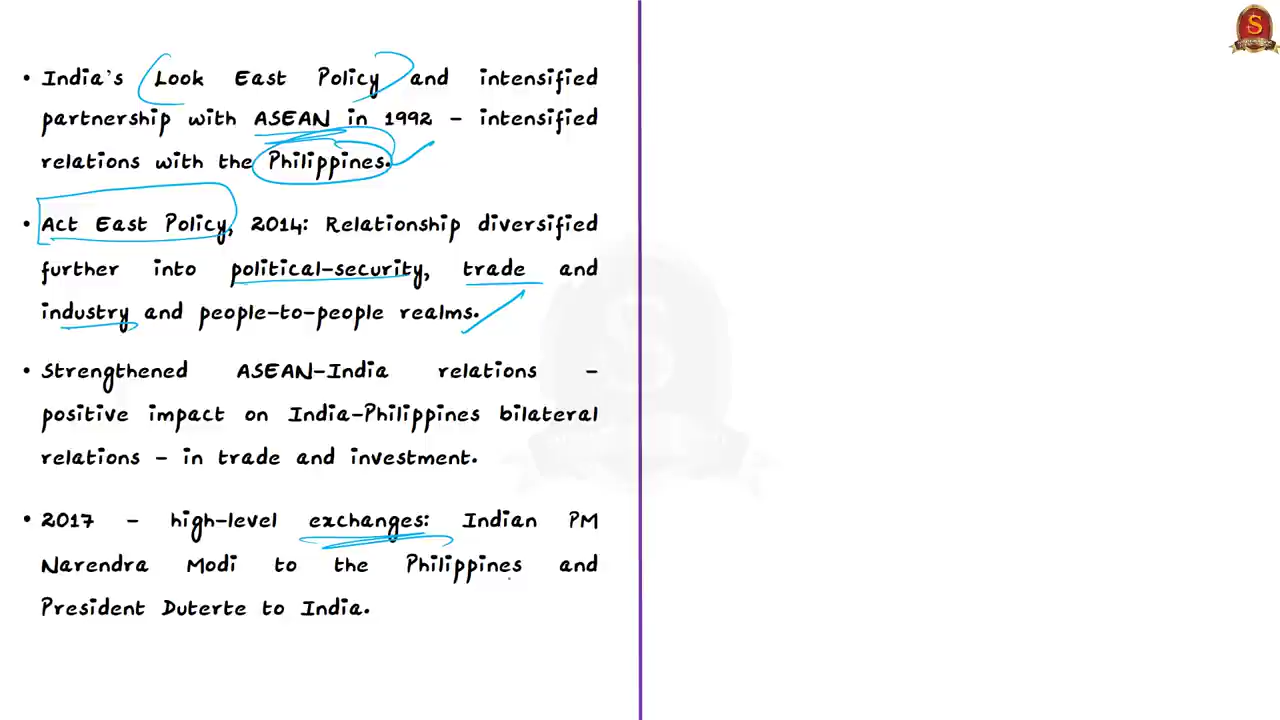 • India's Look East Policy and intensified
partnership with ASEAN in 1992 - intensified
relations with the Philippines.
• Act East Policy, 2014: Relationship diversified
further into political-security, trade and
industry and people-to-people realms.
• Strengthened ASEAN-India relations -
positive impact on India-Philippines bilateral
relations - in trade and investment.
• 2017 - high-level exchanges: Indian PM
Narendra Modi to the Philippines and
President Duterte to India.
S